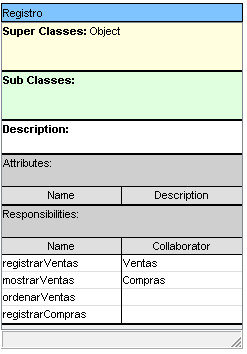 Registro
Super Classes: Object
Sub Classes:
Description:
Attributes:
Name Description
Responsibilities:
Name Collaborator
registrarVentas Ventas
mostrarVentas Compras
ordenarVentas
registrarCompras